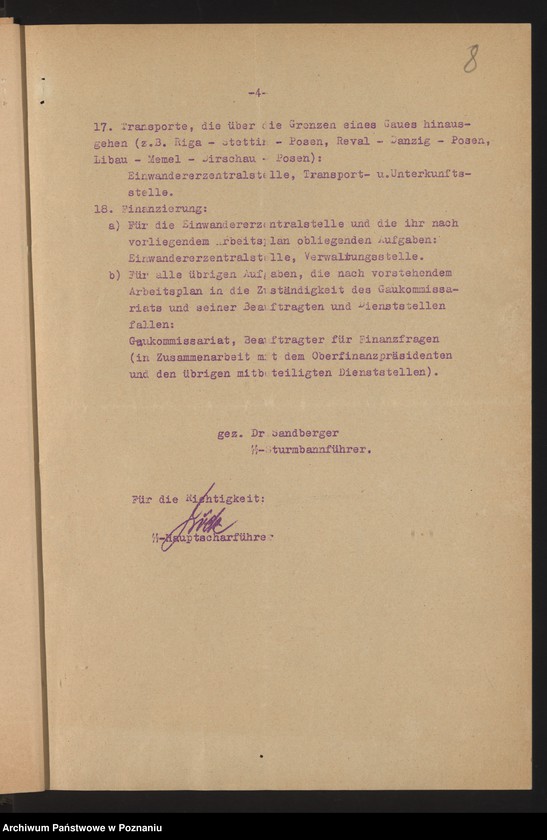 8
-4-
17. Transporte, die über die Grenzen eines Gaues hinaus-
gehen (z.B. Riga - Stettin - Posen, Reval - Danzig - Posen,
Libau - Memel - Dirschau - Posen):
Einwandererzentralstelle, Transport- u.Unterkunfts-
stelle.
18. Finanzierung:
a) Für die Einwandererzentralstelle und die ihr nach
vorliegendem Arbeitsplan obliegenden Aufgaben:
Einwandererzentralstelle, Verwaltungsstelle.
b) Für alle übrigen Aufgaben, die nach vorstehendem
Arbeitsplan in die Zuständigkeit des Gaukommissa-
riats und seiner Beauftragten und Dienststellen
fallen:
Gaukommissariat, Beauftragter für Finanzfragen
(in Zusammenarbeit mit dem Oberfinanzpräsidenten
und den übrigen mitbeteiligten Dienststellen).
gez. Dr.Sandberger
SS-Sturmbannführer.
Für die Richtigkeit:
SS-Hauptscharführer
Archiwum Państwowe w Poznaniu